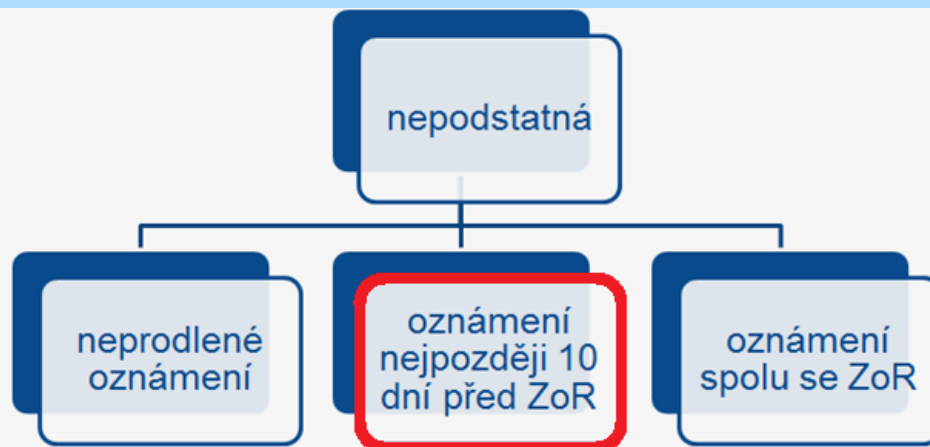 nepodstatná
neprodlené
oznámení
oznámení
nejpozději 10
dní před ZoR
oznámení
spolu se ZoR